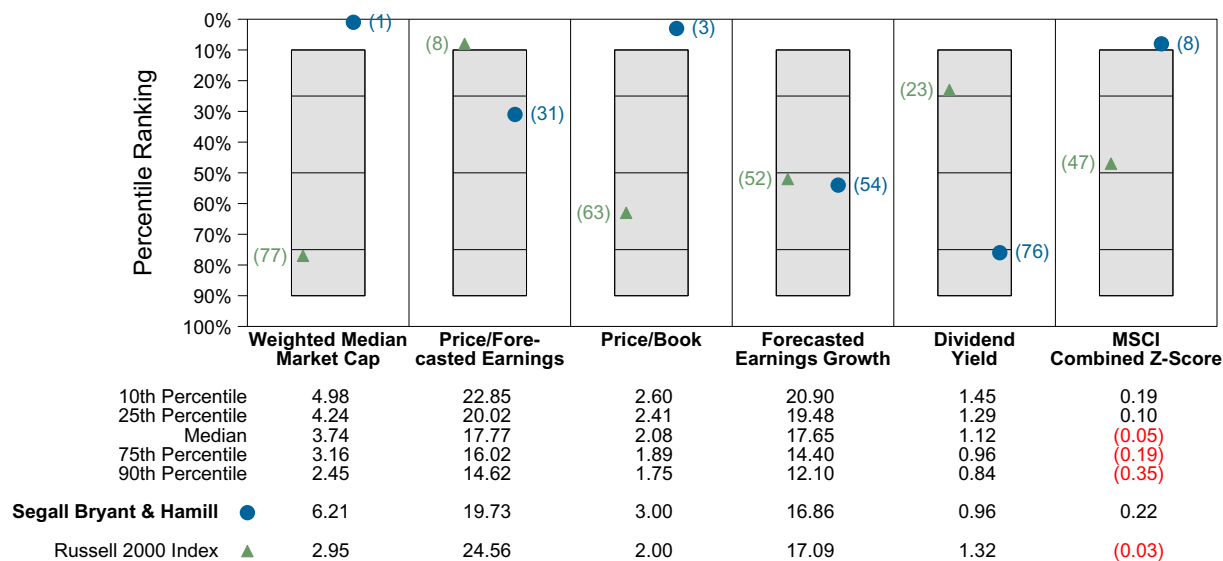 Percentile Ranking
0%
10%
20%
30%
40%
50%
60%
70%
80%
90%
100%
(1)
(77)
(8)
(31)
(3)
(63)
(52)
(54)
(23)
(76)
(8)
(47)
Weighted Median
Market Cap
Price/Fore-
casted Earnings
Price/Book
Forecasted
Earnings Growth
Dividend
Yield
MSCI
Combined Z-Score
10th Percentile 4.98 22.85 2.60 20.90 1.45 0.19
25th Percentile 4.24 20.02 2.41 19.48 1.29 0.10
Median 3.74 17.77 2.08 17.65 1.12 (0.05)
75th Percentile 3.16 16.02 1.89 14.40 0.96 (0.19)
90th Percentile 2.45 14.62 1.75 12.10 0.84 (0.35)
Segall Bryant & Hamill 6.21 19.73 3.00 16.86 0.96 0.22
Russell 2000 Index 2.95 24.56 2.00 17.09 1.32 (0.03)